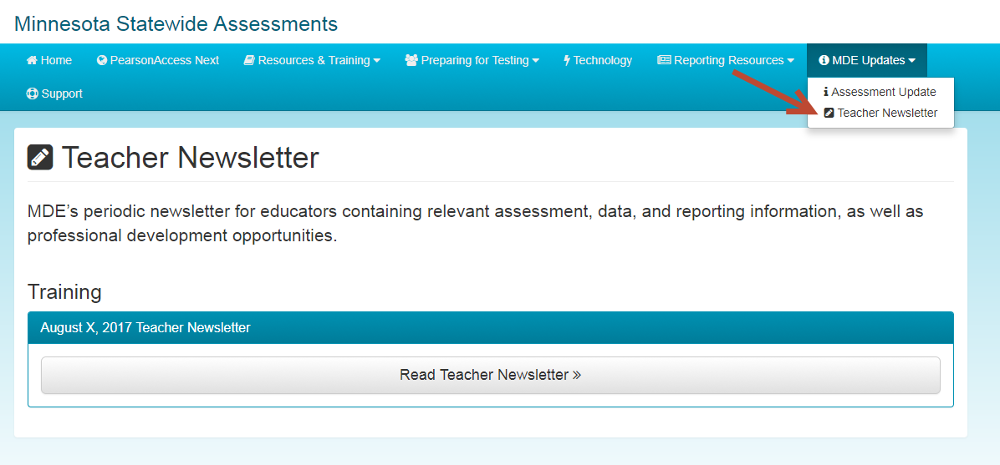 Minnesota Statewide Assessments
Home PearsonAccess Next Resources & Training Preparing for Testing Technology Reporting Resources MDE Updates
Support
Assessment Update
Teacher Newsletter
Teacher Newsletter
MDE’s periodic newsletter for educators containing relevant assessment, data, and reporting information, as well as
professional development opportunities.
Training
August X, 2017 Teacher Newsletter
Read Teacher Newsletter »